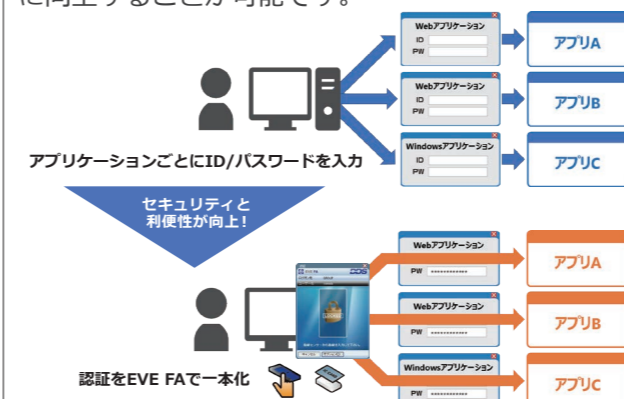 に向上することが可能です。
Webアプリケーション
ID
PW
アプリA
Webアプリケーション
ID
PW
アプリB
Windowsアプリケーション
ID
PW
アプリC
アプリケーションごとにID/パスワードを入力
セキュリティと
利便性が向上!
Webアプリケーション
PW ************
アプリA
DDS
Webアプリケーション
PW ************
アプリB
Windowsアプリケーション
PW ************
アプリC
認証をEVE FAで一本化